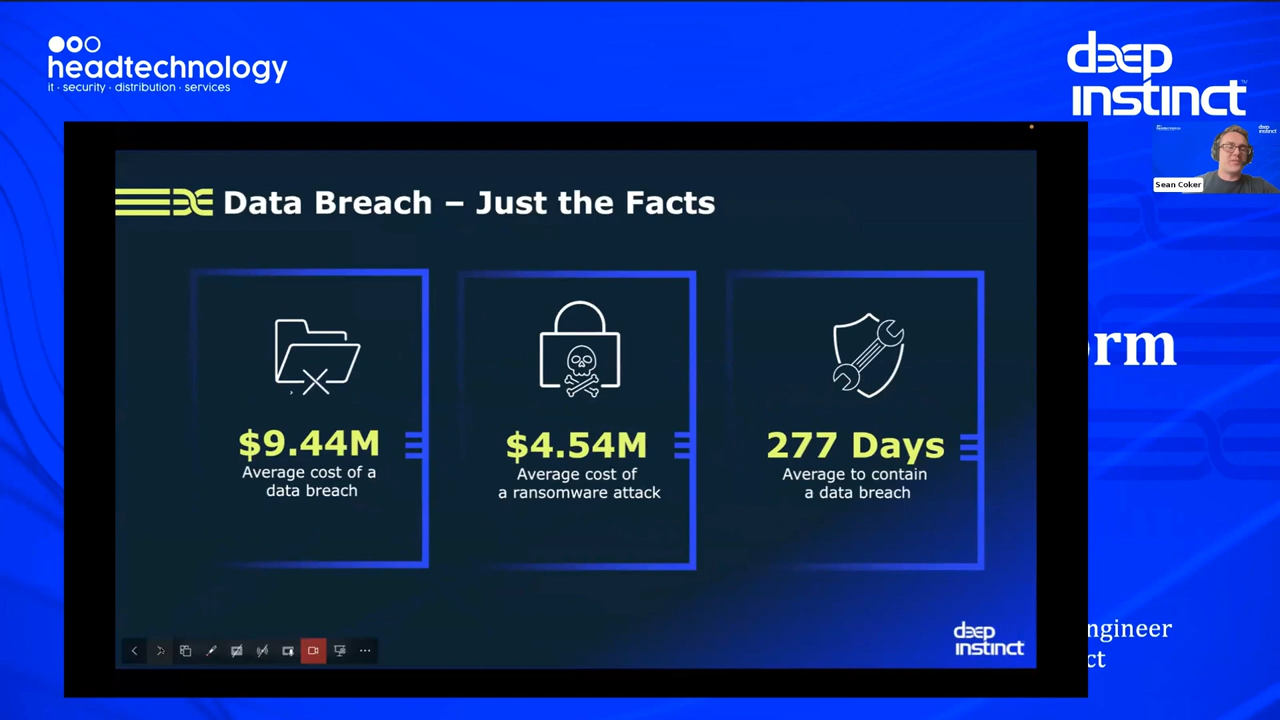 headtechnology
it · security · distribution · services
deep
instinct
Sean Coker
Data Breach – Just the Facts
$9.44M
Average cost of a
data breach
$4.54M
Average cost of
a ransomware attack
277 Days
Average to contain
a data breach
deep
instinct
orm
ngineer
ct